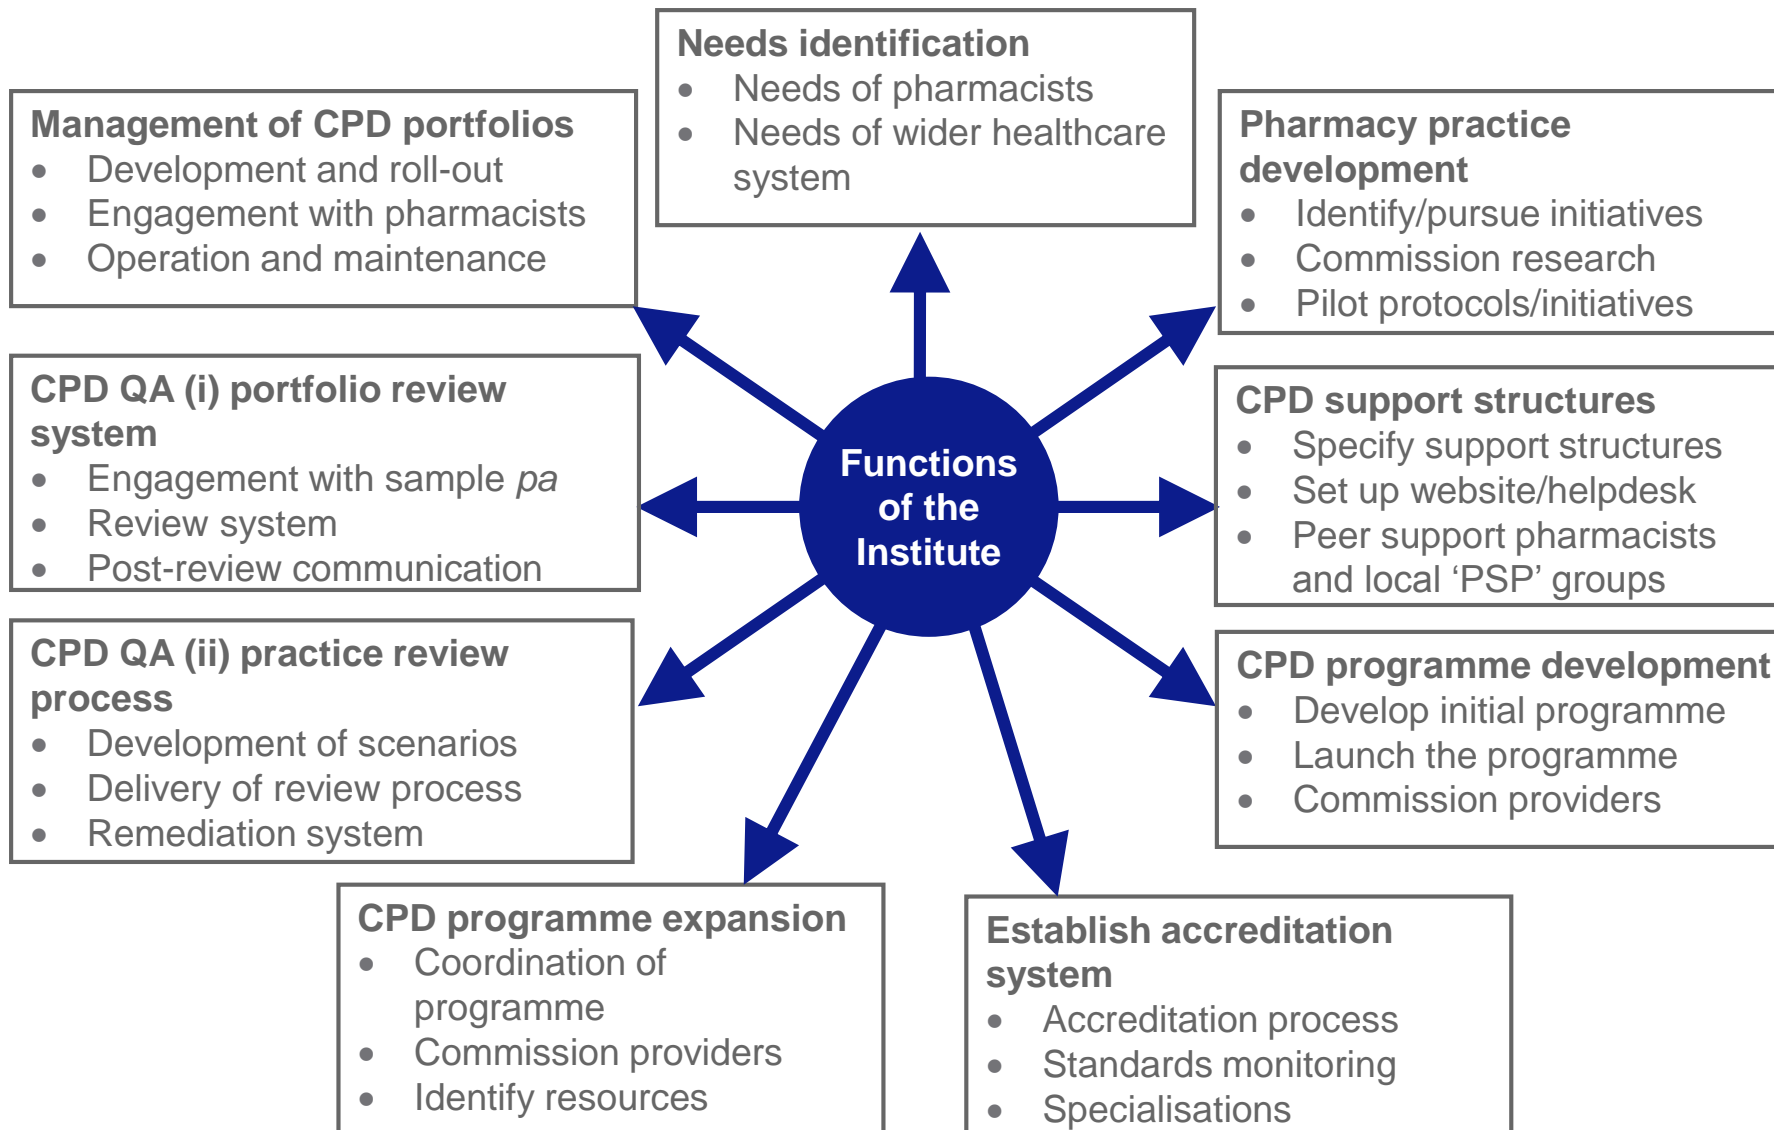 Needs identification
• Needs of pharmacists
• Needs of wider healthcare
system
Management of CPD portfolios
• Development and roll-out
• Engagement with pharmacists
• Operation and maintenance
Pharmacy practice
development
• Identify/pursue initiatives
• Commission research
• Pilot protocols/initiatives
CPD QA (i) portfolio review
system
• Engagement with sample pa
• Review system
• Post-review communication
Functions
of the
Institute
CPD support structures
• Specify support structures
• Set up website/helpdesk
• Peer support pharmacists
and local ‘PSP’ groups
CPD QA (ii) practice review
process
• Development of scenarios
• Delivery of review process
• Remediation system
CPD programme development
• Develop initial programme
• Launch the programme
• Commission providers
CPD programme expansion
• Coordination of
programme
• Commission providers
• Identify resources
Establish accreditation
system
• Accreditation process
• Standards monitoring
• Specialisations